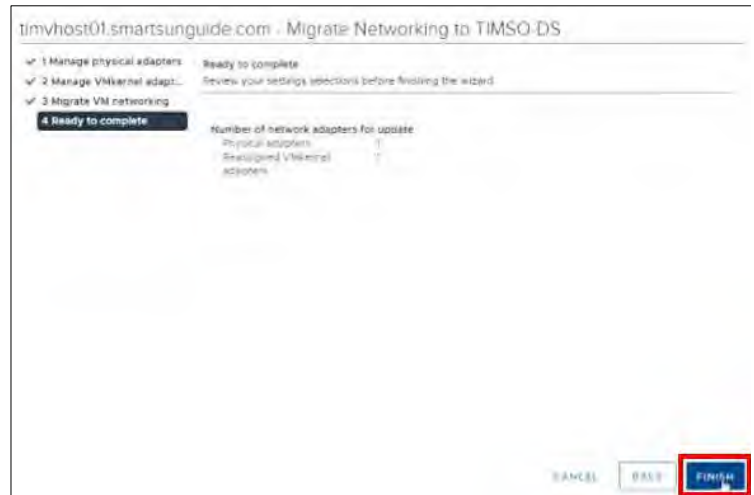 timvhost01.smartsunguide.com - Migrate Networking to TIMSO-DS
1 Manage physical adapters
2 Manage VMkernel adapt...
3 Migrate VM networking
4 Ready to complete
Ready to complete
Review your settings selections before finishing the wizard.
Number of network adapters for update
Physical adapters 1
Reassigned VMkernel
adapters
CANCEL BACK FINISH